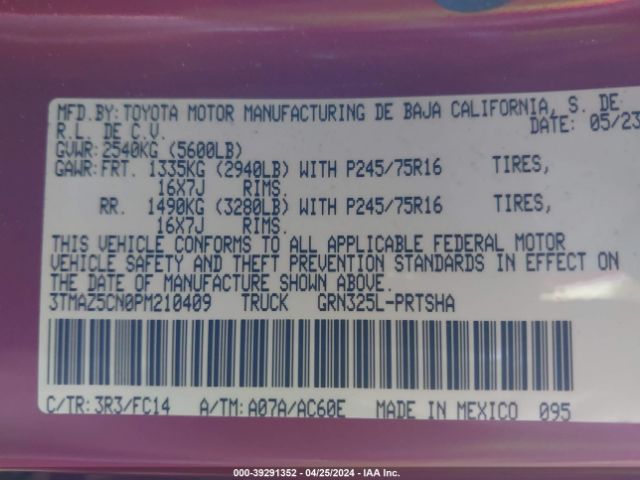 MFD.BY:TOYOTA MOTOR MANUFACTURING DE BAJA CALIFORNIA, S. DE
R.L. DE C.V. DATE: 05/23
GVWR:2540KG (5600LB)
GAWR:FRT. 1335KG (2940LB) WITH P245/75R16 TIRES,
16X7J RIMS.
RR. 1490KG (3280LB) WITH P245/75R16 TIRES,
16X7J RIMS.
THIS VEHICLE CONFORMS TO ALL APPLICABLE FEDERAL MOTOR
VEHICLE SAFETY AND THEFT PREVENTION STANDARDS IN EFFECT ON
THE DATE OF MANUFACTURE SHOWN ABOVE.
3TMAZ5CN0PM210409 TRUCK GRN325L-PRTSHA
C/TR:3R3/FC14 A/TM:A07A/AC60E MADE IN MEXICO 095
000-39291352 - 04/25/2024 - IAA Inc.